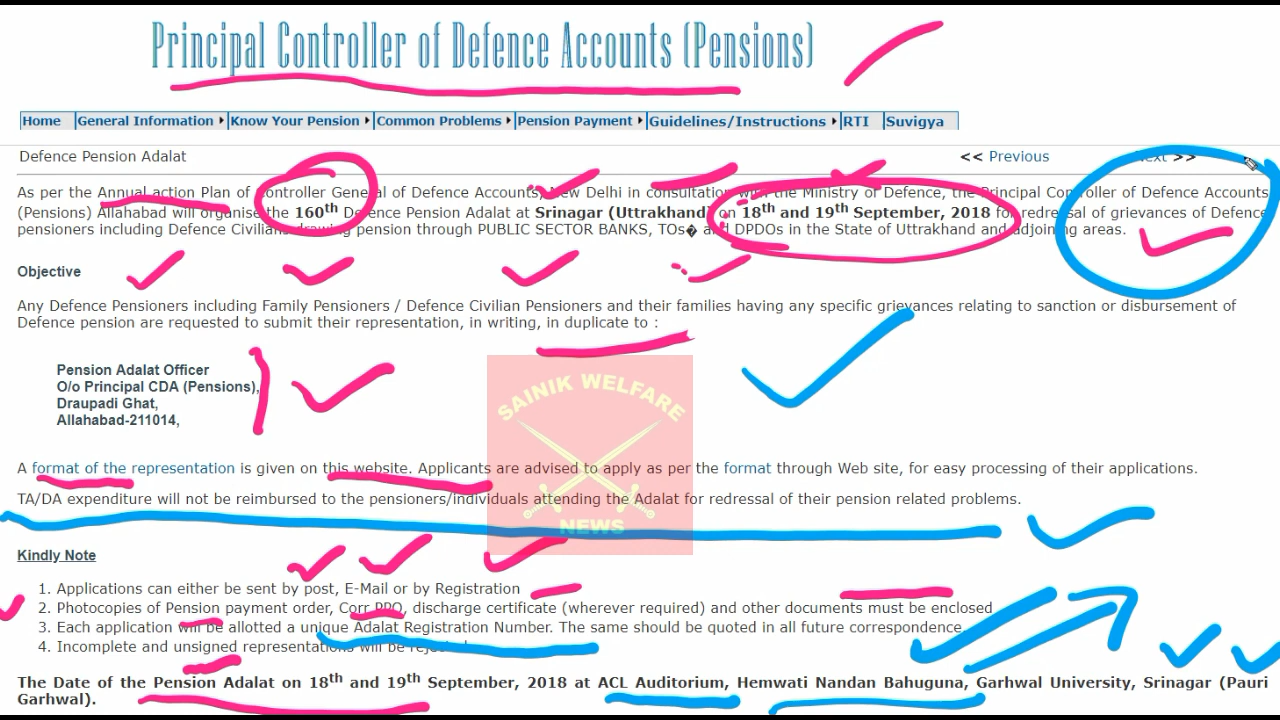 Principal Controller of Defence Accounts (Pensions)
Home General Information Know Your Pension Common Problems Pension Payment Guidelines/Instructions RTI Suvigya
Defence Pension Adalat << Previous Next >>
As per the Annual action Plan of Controller General of Defence Accounts, New Delhi in consultation with the Ministry of Defence, the Principal Controller of Defence Accounts
(Pensions) Allahabad will organise the 160th Defence Pension Adalat at Srinagar (Uttrakhand) on 18th and 19th September, 2018 for redressal of grievances of Defence
pensioners including Defence Civilians drawing pension through PUBLIC SECTOR BANKS, TOs� and DPDOs in the State of Uttrakhand and adjoining areas.
Objective
Any Defence Pensioners including Family Pensioners / Defence Civilian Pensioners and their families having any specific grievances relating to sanction or disbursement of
Defence pension are requested to submit their representation, in writing, in duplicate to :
Pension Adalat Officer
O/o Principal CDA (Pensions),
Draupadi Ghat,
Allahabad-211014,
SAINIK WELFARE
NEWS
A format of the representation is given on this website. Applicants are advised to apply as per the format through Web site, for easy processing of their applications.
TA/DA expenditure will not be reimbursed to the pensioners/individuals attending the Adalat for redressal of their pension related problems.
Kindly Note
1. Applications can either be sent by post, E-Mail or by Registration
2. Photocopies of Pension payment order, Corr PPO, discharge certificate (wherever required) and other documents must be enclosed
3. Each application will be allotted a unique Adalat Registration Number. The same should be quoted in all future correspondence
4. Incomplete and unsigned representations will be rejected
The Date of the Pension Adalat on 18th and 19th September, 2018 at ACL Auditorium, Hemwati Nandan Bahuguna, Garhwal University, Srinagar (Pauri
Garhwal).